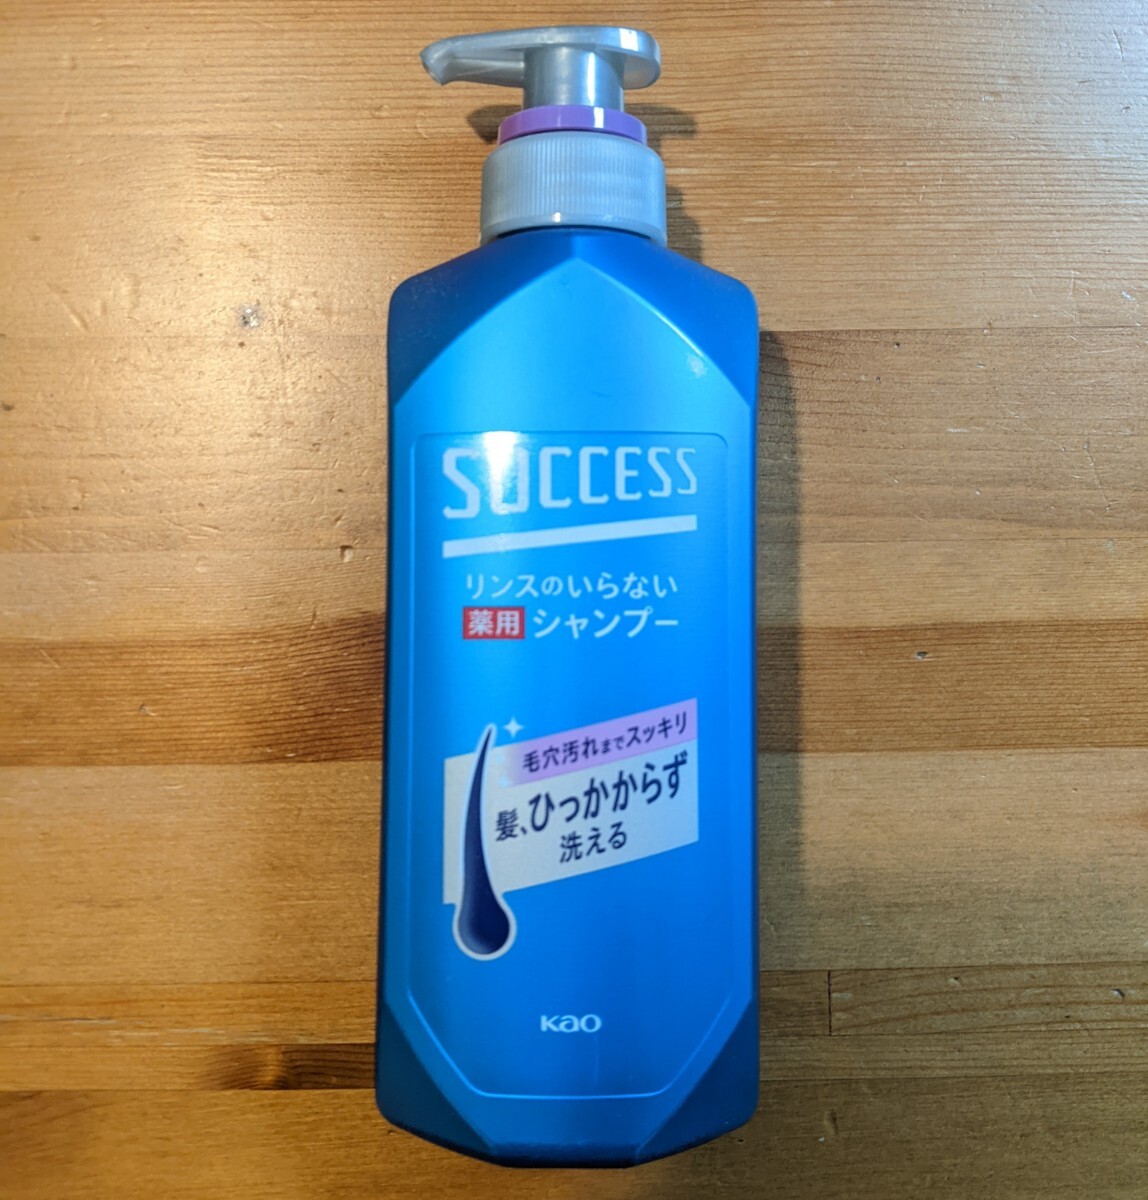 SUCCESS
リンスのいらない
薬用 シャンプー
毛穴汚れまでスッキリ
髪、ひっかからず
洗える
Kao